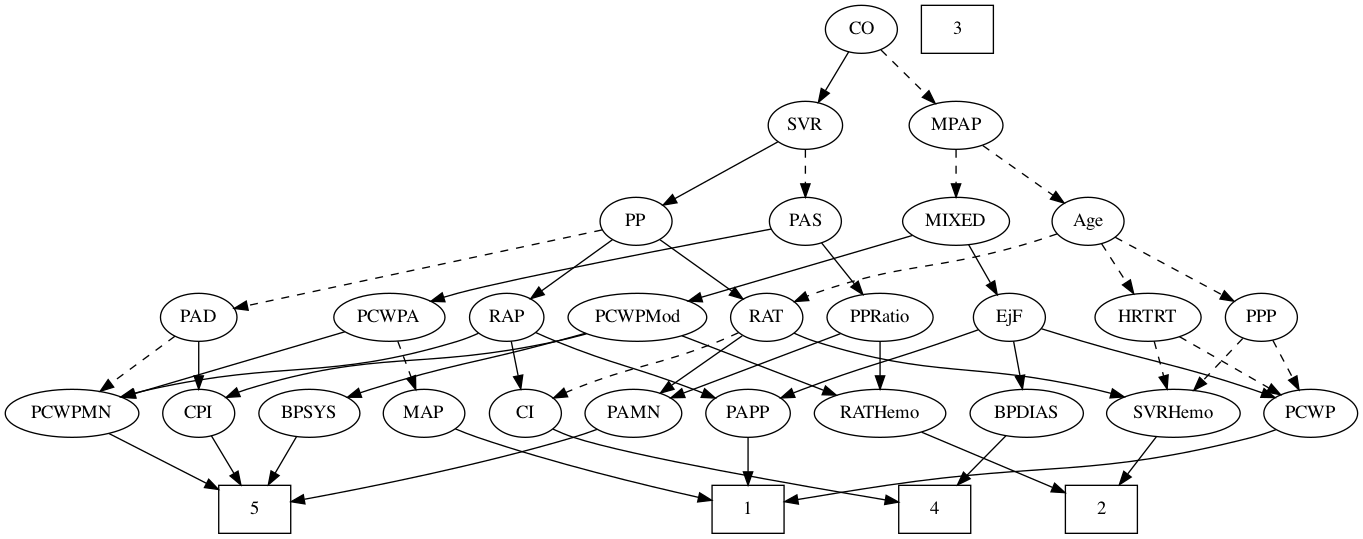 CO 3
SVR MPAP
PP PAS MIXED Age
PAD PCWPA RAP PCWPMod RAT PPRatio EjF HRTRT PPP
PCWPMN CPI BPSYS MAP CI PAMN PAPP RATHemo BPDIAS SVRHemo PCWP
5 1 4 2